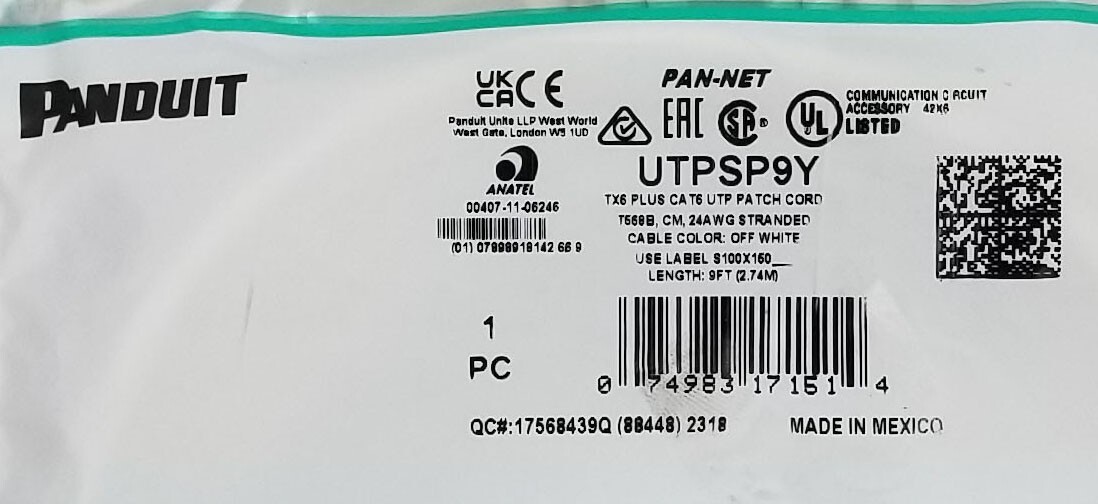 PANDUIT
UK CA CE
Panduit Unite LLP West World
West Gate, London W5 1UD
ANATEL
00407-11-06246
(01) 07898918142 66 9
PAN-NET
EAC SA UL
COMMUNICATION CIRCUIT
ACCESSORY 42X6
LISTED
UTPSP9Y
TX6 PLUS CAT6 UTP PATCH CORD
T568B, CM, 24AWG STRANDED
CABLE COLOR: OFF WHITE
USE LABEL S100X150___
LENGTH: 9FT (2.74M)
1
PC
0 74983 17151 4
QC#:17568439Q (88448) 2318
MADE IN MEXICO